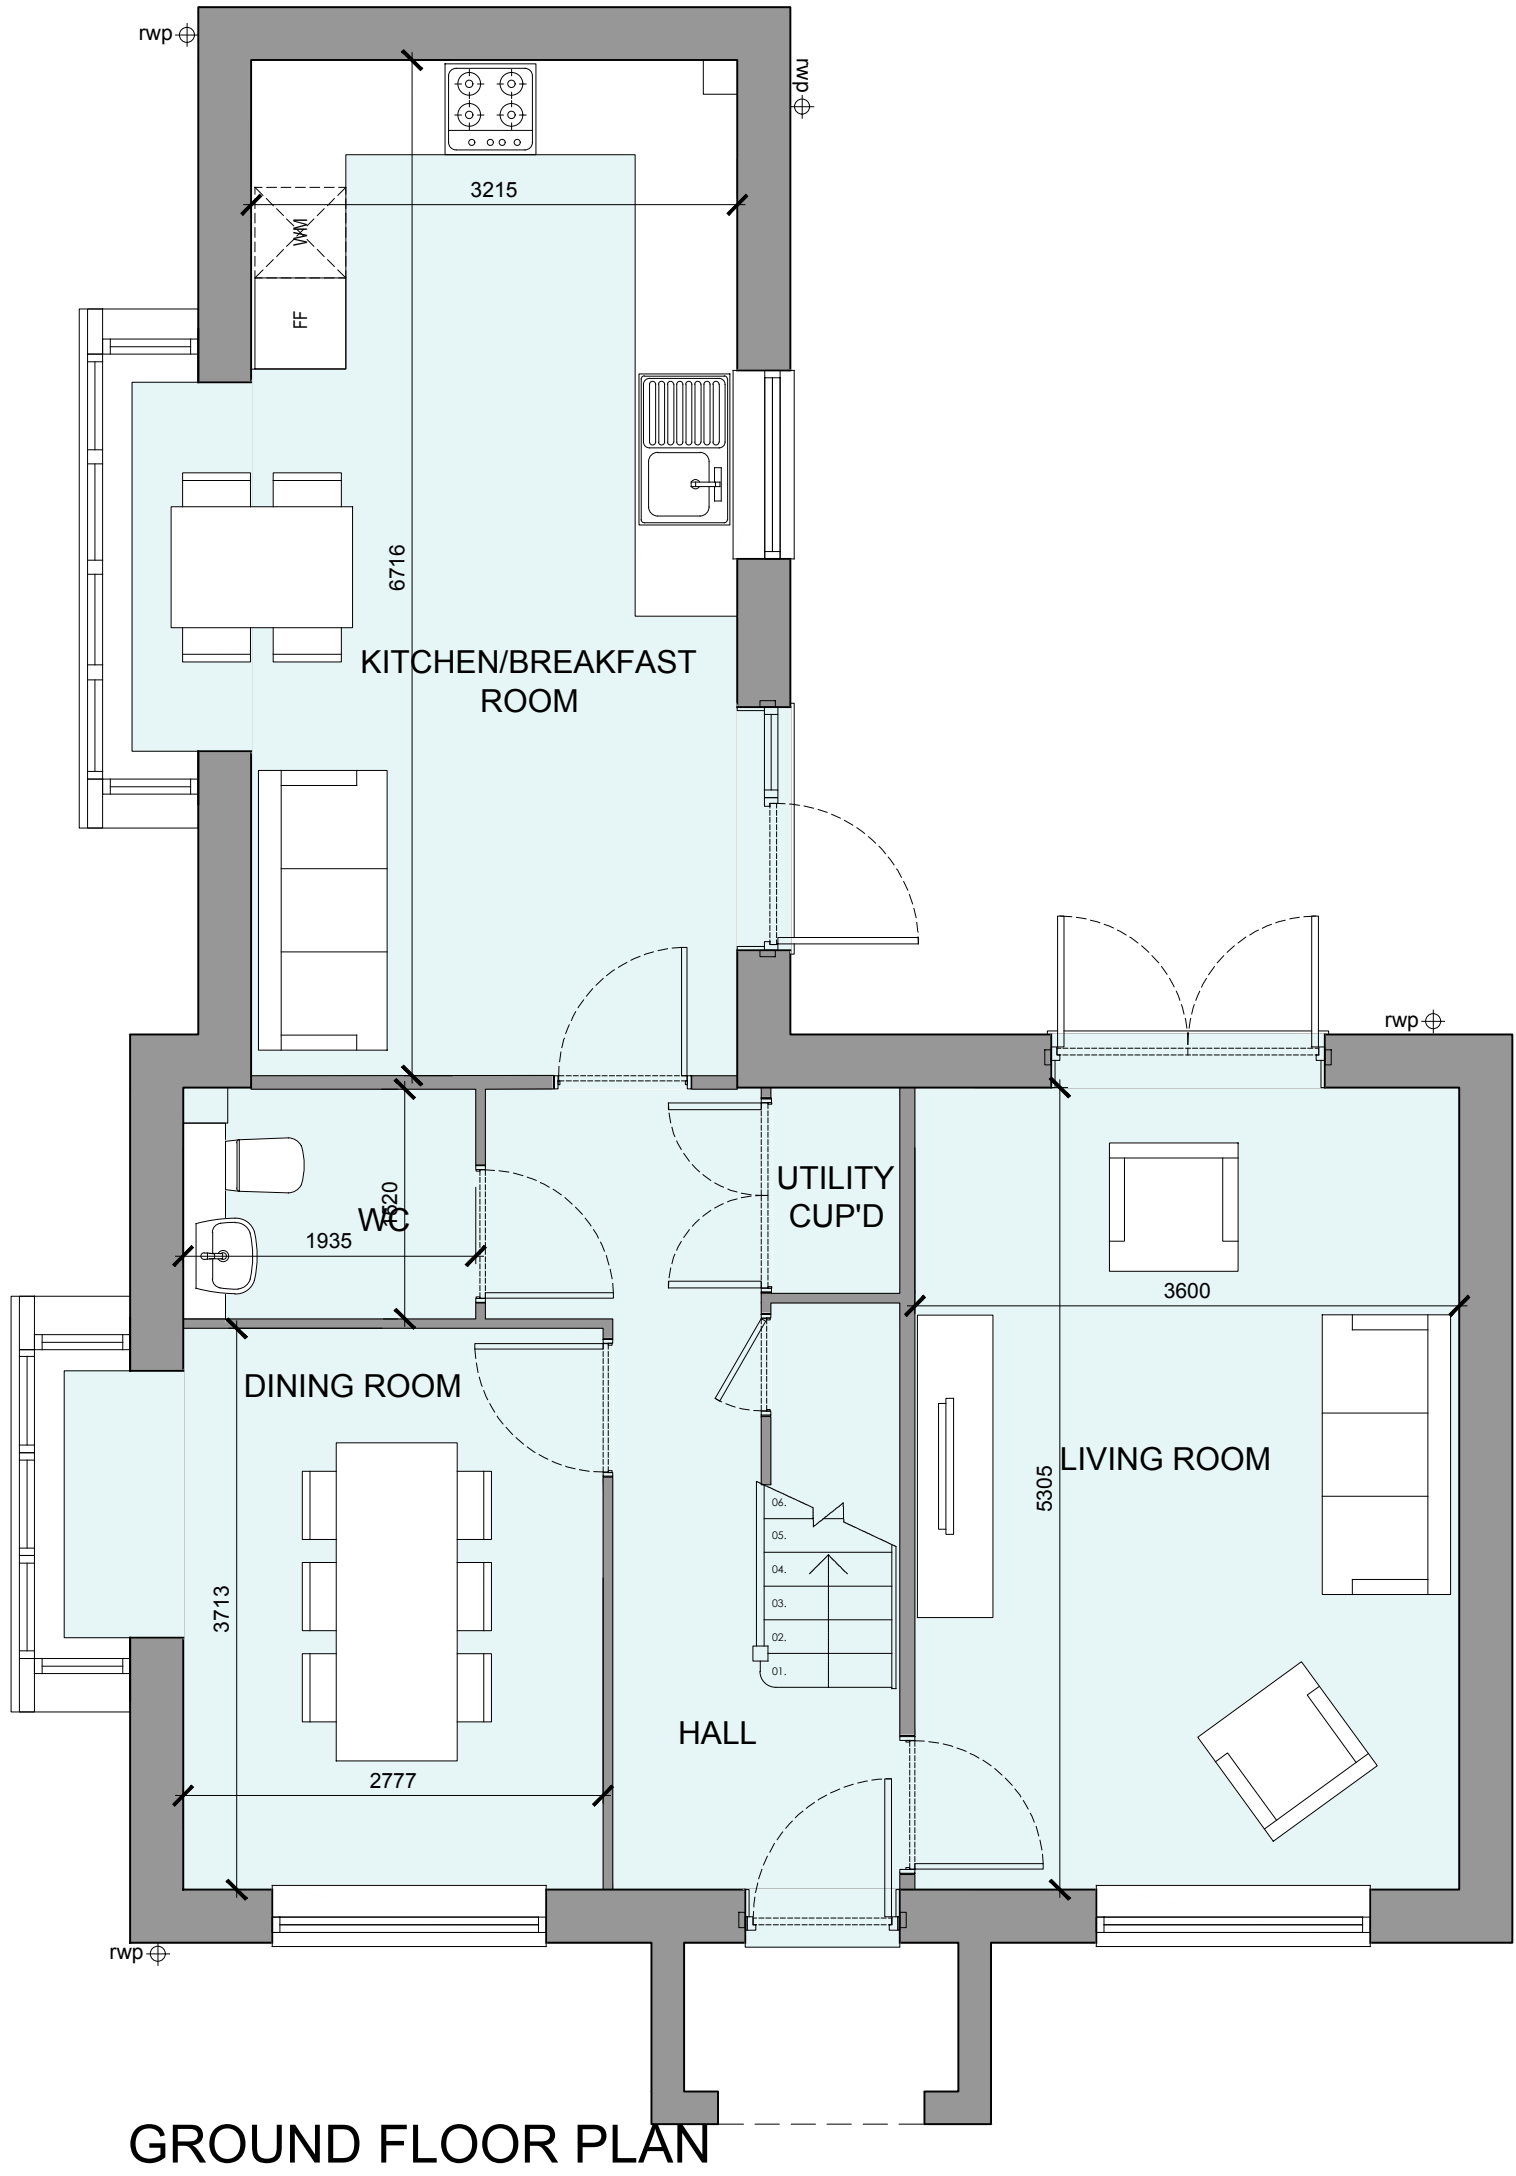 rwp
rwp
3215
WM
FF
6716
KITCHEN/BREAKFAST
ROOM
rwp
UTILITY
CUP'D
WC
1520
1935
3600
DINING ROOM
LIVING ROOM
5305
06.
05.
04.
03.
02.
01.
3713
HALL
2777
rwp
GROUND FLOOR PLAN